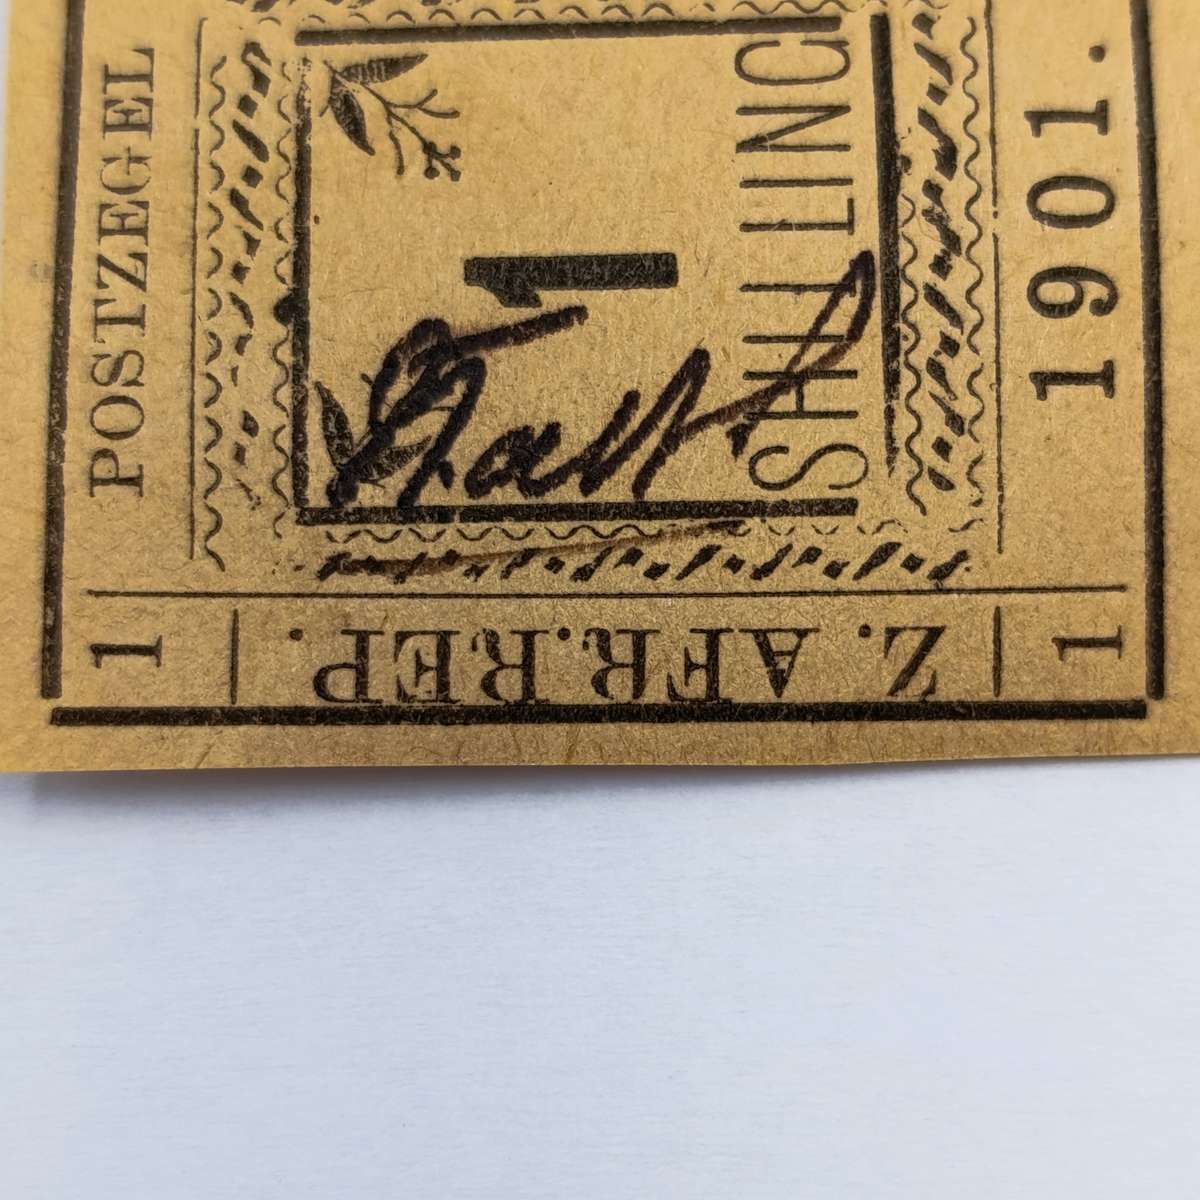 POSTZEGEL
1
Z. AFR.REP.
1
SHILLING
1
1901.